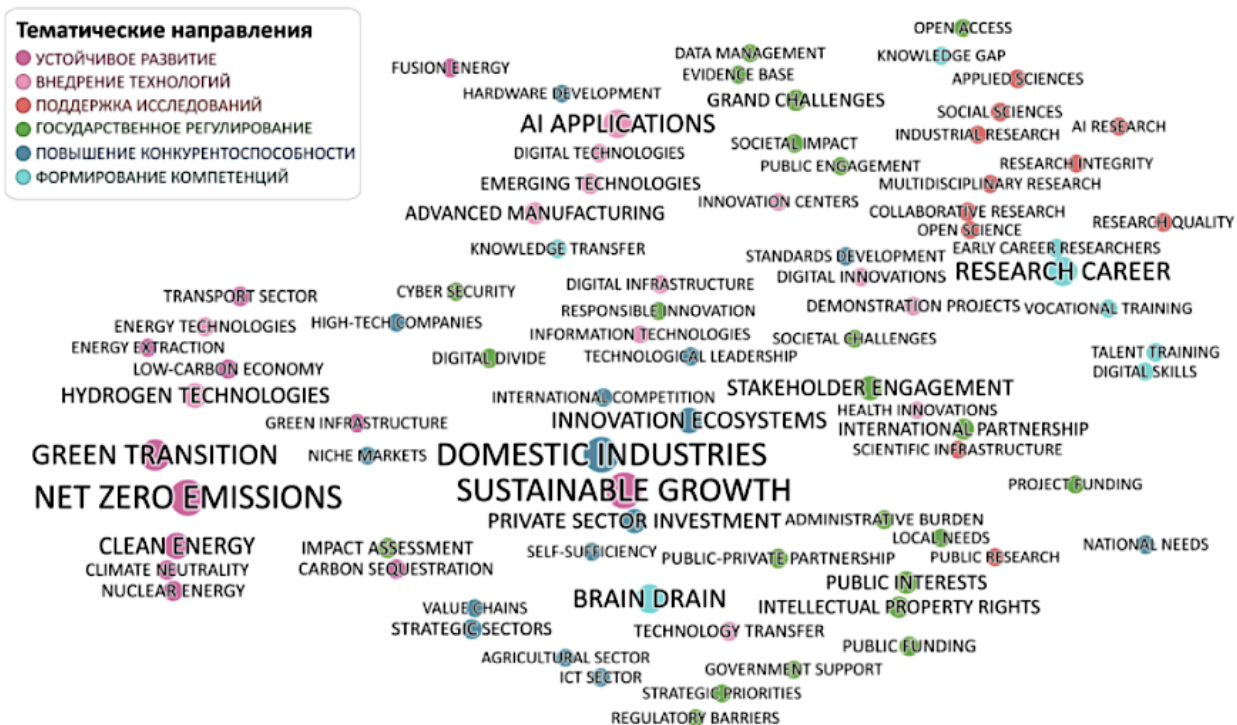 Тематические направления
УСТОЙЧИВОЕ РАЗВИТИЕ
ВНЕДРЕНИЕ ТЕХНОЛОГИЙ
ПОДДЕРЖКА ИССЛЕДОВАНИЙ
ГОСУДАРСТВЕННОЕ РЕГУЛИРОВАНИЕ
ПОВЫШЕНИЕ КОНКУРЕНТОСПОСОБНОСТИ
ФОРМИРОВАНИЕ КОМПЕТЕНЦИЙ
OPEN ACCESS
DATA MANAGEMENT
KNOWLEDGE GAP
FUSION ENERGY
EVIDENCE BASE
APPLIED SCIENCES
HARDWARE DEVELOPMENT
GRAND CHALLENGES
SOCIAL SCIENCES
AI APPLICATIONS
AI RESEARCH
INDUSTRIAL RESEARCH
SOCIETAL IMPACT
DIGITAL TECHNOLOGIES
PUBLIC ENGAGEMENT
RESEARCH INTEGRITY
EMERGING TECHNOLOGIES
MULTIDISCIPLINARY RESEARCH
INNOVATION CENTERS
ADVANCED MANUFACTURING
COLLABORATIVE RESEARCH
RESEARCH QUALITY
OPEN SCIENCE
KNOWLEDGE TRANSFER
EARLY CAREER RESEARCHERS
STANDARDS DEVELOPMENT
RESEARCH CAREER
DIGITAL INNOVATIONS
DIGITAL INFRASTRUCTURE
CYBER SECURITY
TRANSPORT SECTOR
DEMONSTRATION PROJECTS
VOCATIONAL TRAINING
RESPONSIBLE INNOVATION
HIGH-TECH COMPANIES
ENERGY TECHNOLOGIES
INFORMATION TECHNOLOGIES
SOCIETAL CHALLENGES
ENERGY EXTRACTION
DIGITAL DIVIDE
TECHNOLOGICAL LEADERSHIP
TALENT TRAINING
LOW-CARBON ECONOMY
DIGITAL SKILLS
HYDROGEN TECHNOLOGIES
STAKEHOLDER ENGAGEMENT
INTERNATIONAL COMPETITION
HEALTH INNOVATIONS
GREEN INFRASTRUCTURE
INNOVATION ECOSYSTEMS
INTERNATIONAL PARTNERSHIP
SCIENTIFIC INFRASTRUCTURE
GREEN TRANSITION
NICHE MARKETS
DOMESTIC INDUSTRIES
PROJECT FUNDING
SUSTAINABLE GROWTH
NET ZERO EMISSIONS
PRIVATE SECTOR INVESTMENT
ADMINISTRATIVE BURDEN
LOCAL NEEDS
CLEAN ENERGY
IMPACT ASSESSMENT
SELF-SUFFICIENCY
NATIONAL NEEDS
PUBLIC-PRIVATE PARTNERSHIP
PUBLIC RESEARCH
CLIMATE NEUTRALITY
CARBON SEQUESTRATION
PUBLIC INTERESTS
NUCLEAR ENERGY
BRAIN DRAIN
INTELLECTUAL PROPERTY RIGHTS
VALUE CHAINS
STRATEGIC SECTORS
TECHNOLOGY TRANSFER
PUBLIC FUNDING
AGRICULTURAL SECTOR
GOVERNMENT SUPPORT
ICT SECTOR
STRATEGIC PRIORITIES
REGULATORY BARRIERS